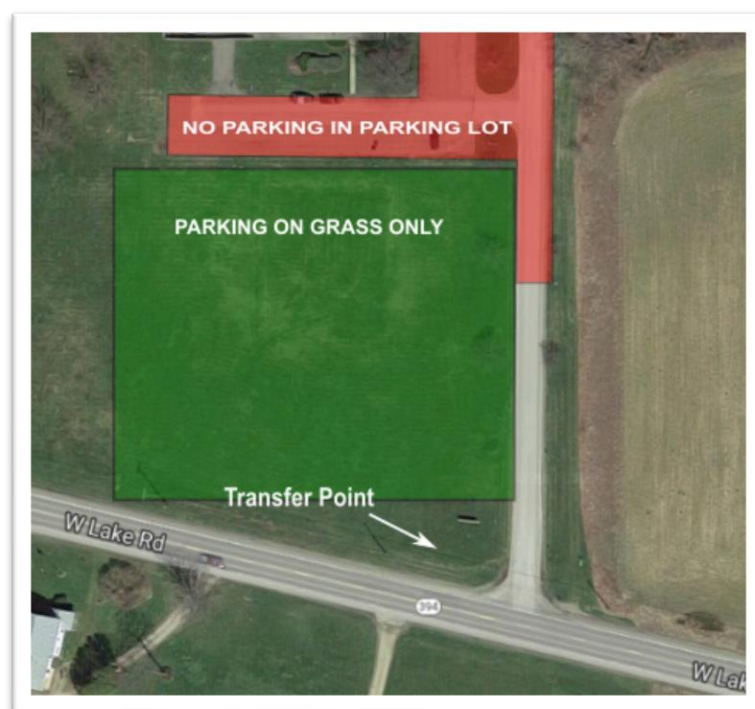 NO PARKING IN PARKING LOT
PARKING ON GRASS ONLY
Transfer Point
W Lake Rd
394
W Lak